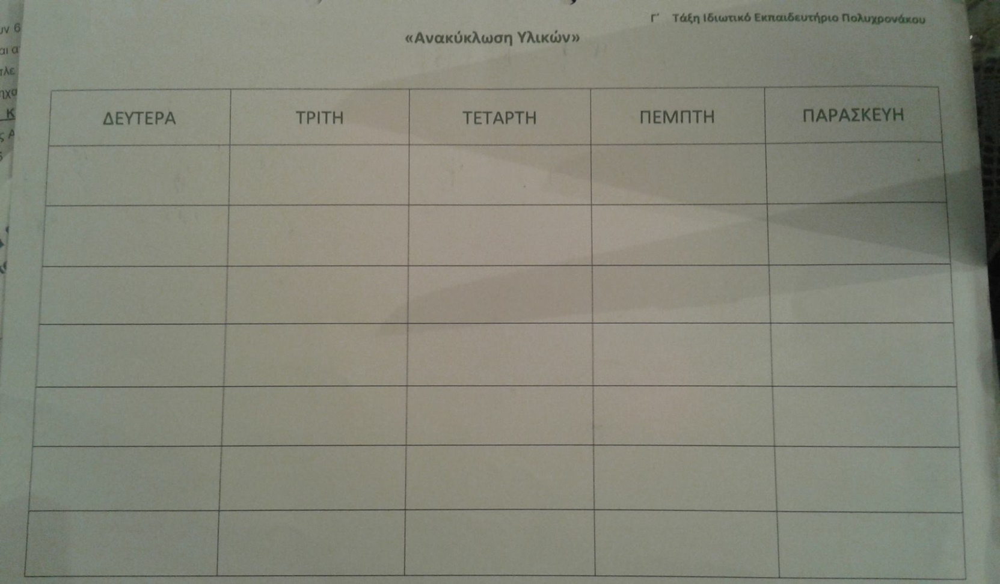 Γ΄ Τάξη Ιδιωτικό Εκπαιδευτήριο Πολυχρονάκου
«Ανακύκλωση Υλικών»
ΔΕΥΤΕΡΑ ΤΡΙΤΗ ΤΕΤΑΡΤΗ ΠΕΜΠΤΗ ΠΑΡΑΣΚΕΥΗ